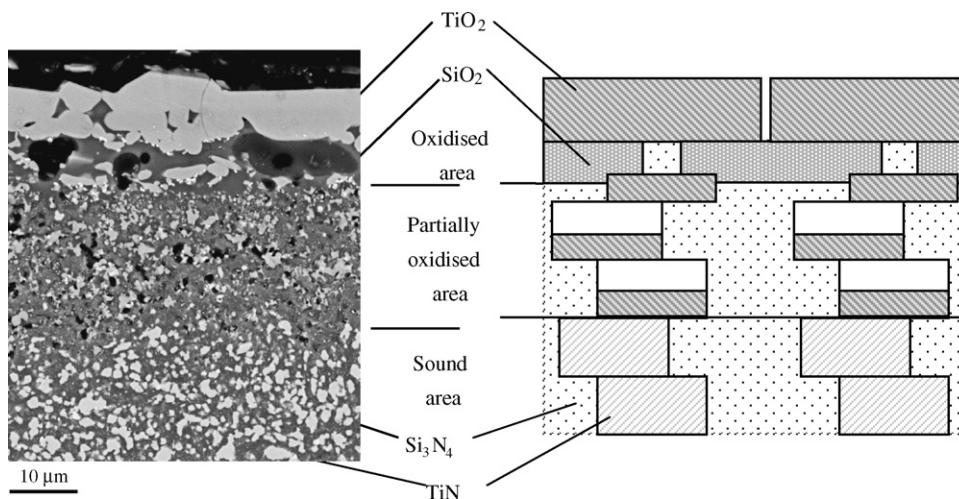 TiO₂
SiO₂
Oxidised
area
Partially
oxidised
area
Sound
area
Si₃N₄
TiN
10 µm